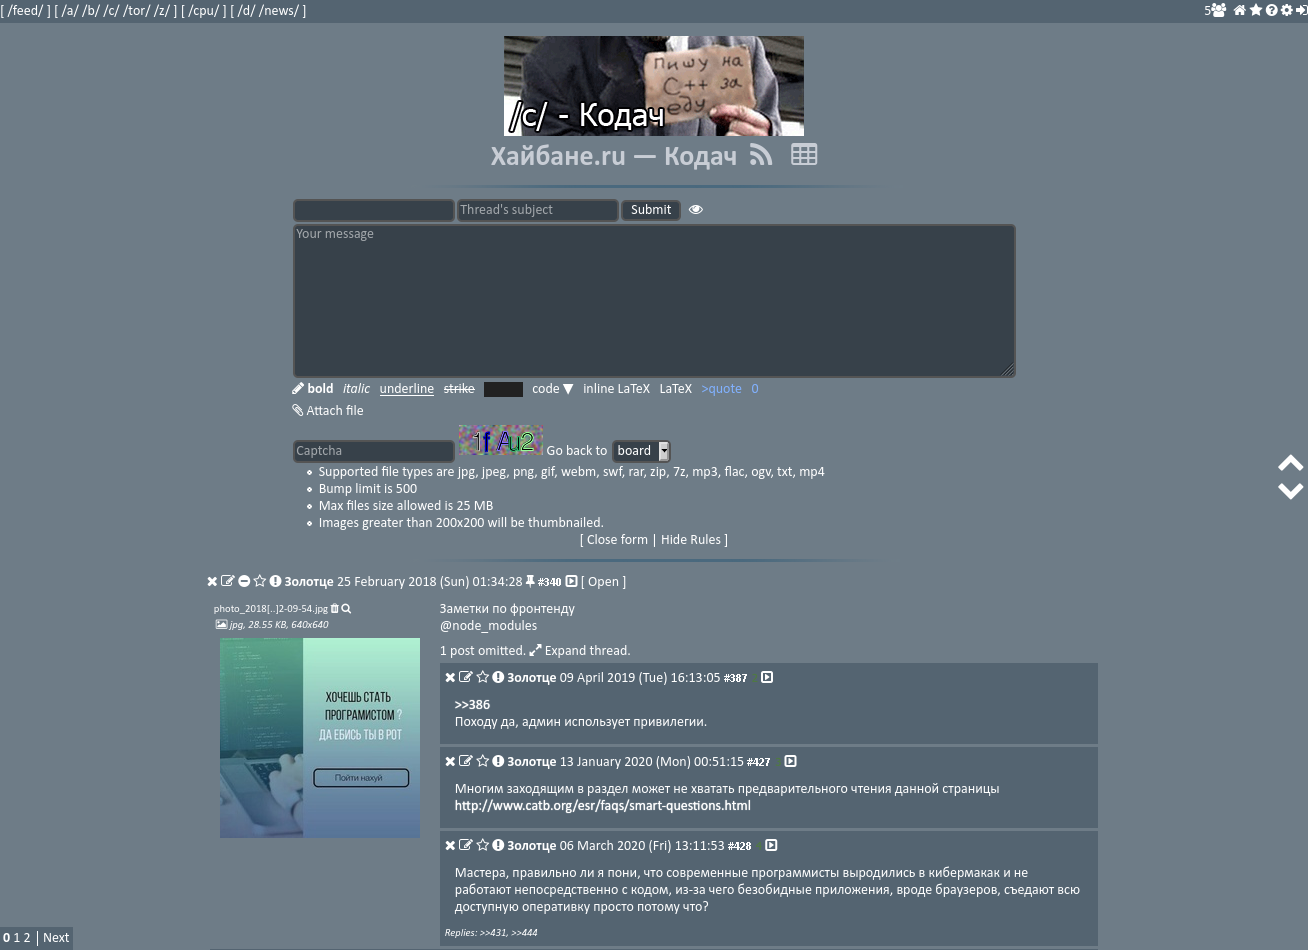 [ /feed/ ] [ /a/ /b/ /c/ /tor/ /z/ ] [ /cpu/ ] [ /d/ /news/ ]
5
Пишу на
С++ за
еду
/c/ - Кодач
Хайбане.ru — Кодач
Thread's subject
Submit
Your message
bold italic underline strike code ▼ inline LaTeX LaTeX >quote 0
Attach file
Captcha
1f Au2
Go back to board
Supported file types are jpg, jpeg, png, gif, webm, swf, rar, zip, 7z, mp3, flac, ogv, txt, mp4
Bump limit is 500
Max files size allowed is 25 MB
Images greater than 200x200 will be thumbnailed.
[ Close form | Hide Rules ]
Золотце 25 February 2018 (Sun) 01:34:28 #340 [ Open ]
photo_2018[..]2-09-54.jpg
jpg, 28.55 KB, 640x640
ХОЧЕШЬ СТАТЬ
ПРОГРАМИСТОМ ?
ДА ЕБИСЬ ТЫ В РОТ
Пойти нахуй
Заметки по фронтенду
@node_modules
1 post omitted. Expand thread.
Золотце 09 April 2019 (Tue) 16:13:05 #387
>>386
Походу да, админ использует привилегии.
Золотце 13 January 2020 (Mon) 00:51:15 #427
Многим заходящим в раздел может не хватать предварительного чтения данной страницы
http://www.catb.org/esr/faqs/smart-questions.html
Золотце 06 March 2020 (Fri) 13:11:53 #428
Мастера, правильно ли я пони, что современные программисты выродились в кибермакак и не
работают непосредственно с кодом, из-за чего безобидные приложения, вроде браузеров, съедают всю
доступную оперативку просто потому что?
Replies: >>431, >>444
0 1 2 | Next